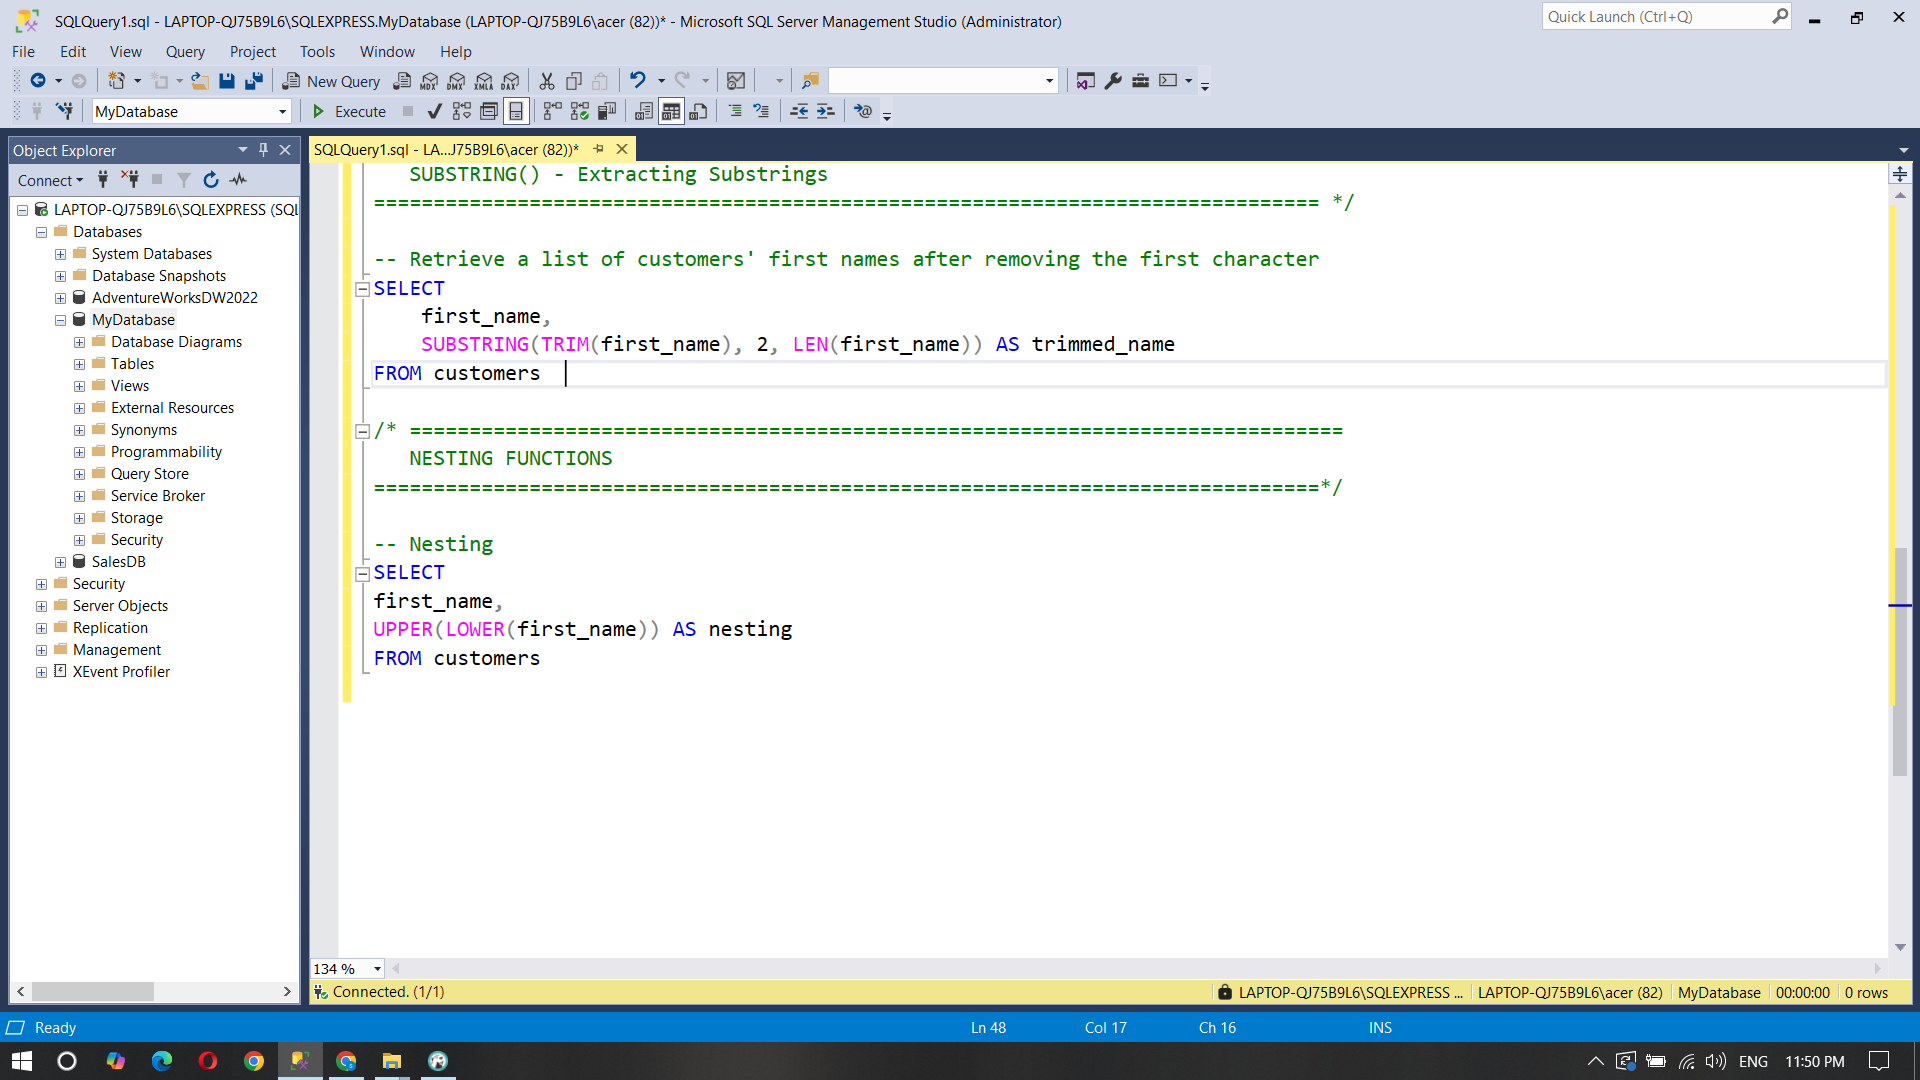 SQLQuery1.sql - LAPTOP-QJ75B9L6\SQLEXPRESS.MyDatabase (LAPTOP-QJ75B9L6\acer (82))* - Microsoft SQL Server Management Studio (Administrator)
Quick Launch (Ctrl+Q)
File Edit View Query Project Tools Window Help
New Query MDX DMX XMLA DAX
MyDatabase Execute
Object Explorer
SQLQuery1.sql - LA...J75B9L6\acer (82))*
Connect
LAPTOP-QJ75B9L6\SQLEXPRESS (SQL
Databases
System Databases
Database Snapshots
AdventureWorksDW2022
MyDatabase
Database Diagrams
Tables
Views
External Resources
Synonyms
Programmability
Query Store
Service Broker
Storage
Security
SalesDB
Security
Server Objects
Replication
Management
XEvent Profiler
SUBSTRING() - Extracting Substrings
=============================================================================== */
-- Retrieve a list of customers' first names after removing the first character
SELECT
first_name,
SUBSTRING(TRIM(first_name), 2, LEN(first_name)) AS trimmed_name
FROM customers
/* ==============================================================================
NESTING FUNCTIONS
===============================================================================*/
-- Nesting
SELECT
first_name,
UPPER(LOWER(first_name)) AS nesting
FROM customers
134 %
Connected. (1/1)
LAPTOP-QJ75B9L6\SQLEXPRESS ... LAPTOP-QJ75B9L6\acer (82) MyDatabase 00:00:00 0 rows
Ready Ln 48 Col 17 Ch 16 INS
ENG 11:50 PM